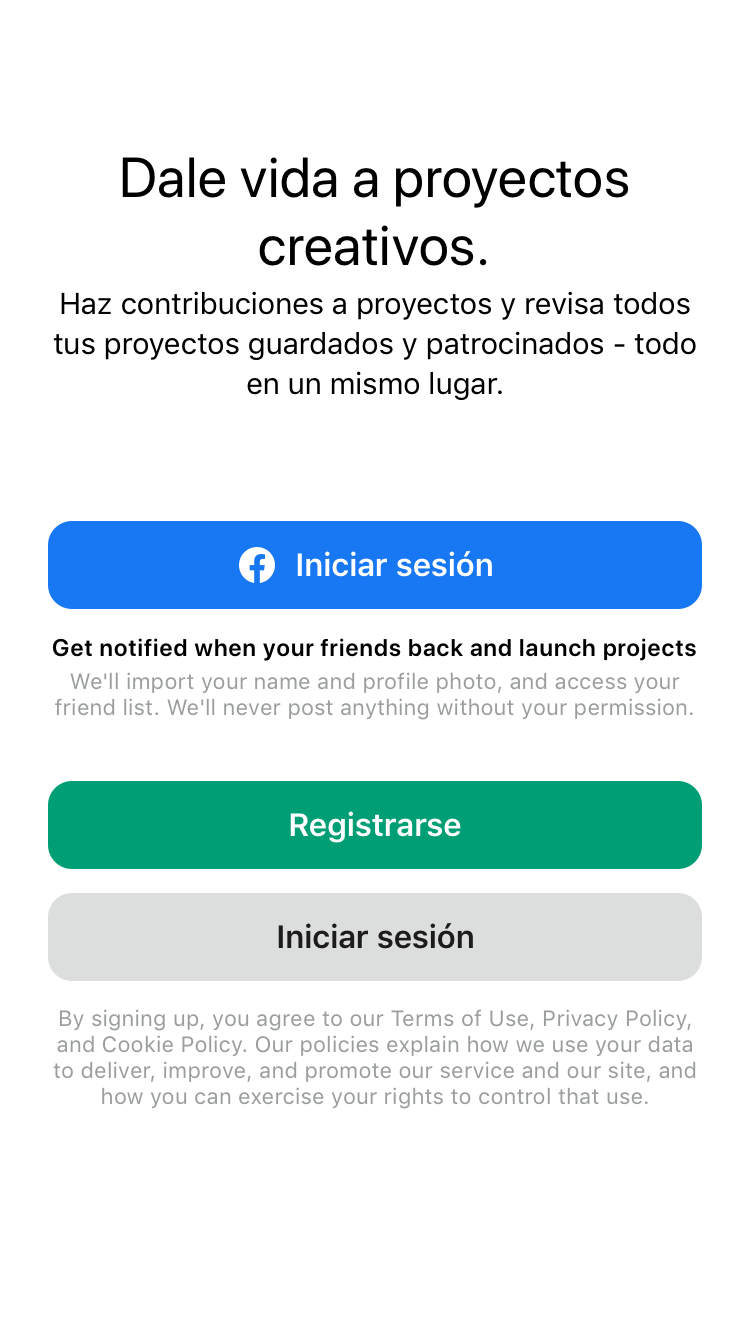 Dale vida a proyectos
creativos.
Haz contribuciones a proyectos y revisa todos
tus proyectos guardados y patrocinados - todo
en un mismo lugar.
Iniciar sesión
Get notified when your friends back and launch projects
We'll import your name and profile photo, and access your
friend list. We'll never post anything without your permission.
Registrarse
Iniciar sesión
By signing up, you agree to our Terms of Use, Privacy Policy,
and Cookie Policy. Our policies explain how we use your data
to deliver, improve, and promote our service and our site, and
how you can exercise your rights to control that use.